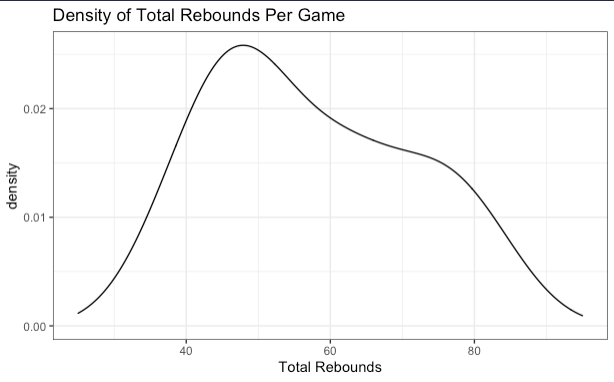 Density of Total Rebounds Per Game
density
0.02
0.01
0.00
40 60 80
Total Rebounds